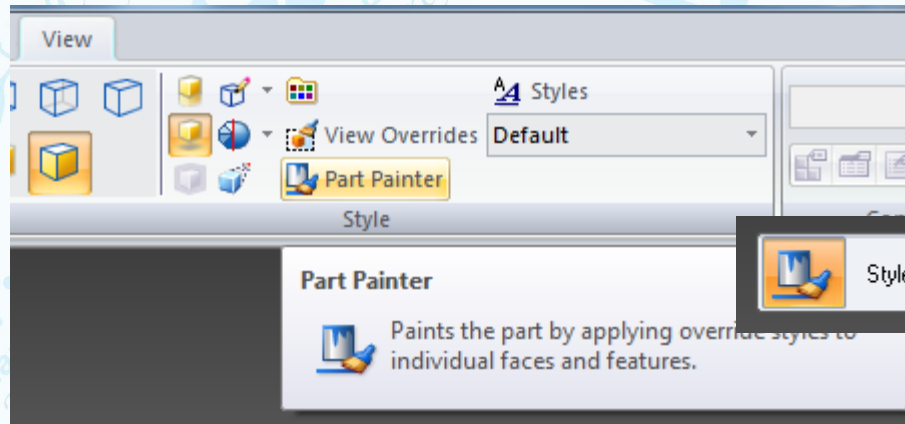 View
Styles
View Overrides
Default
Part Painter
Style
Part Painter
Paints the part by applying override styles to
individual faces and features.